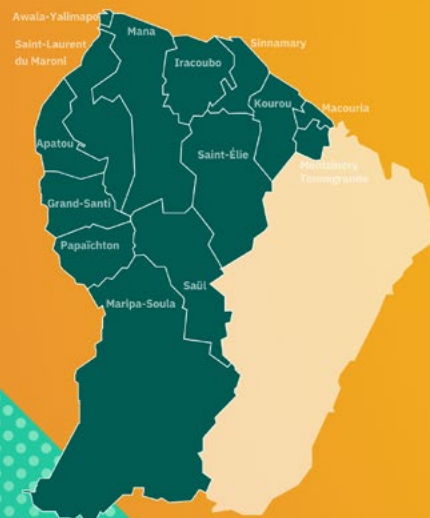 Awala-Yalimapo
Mana
Saint-Laurent
du Maroni
Sinnamary
Iracoubo
Kourou
Macouria
Apatou
Saint-Élie
Montsinéry
Tonnegrande
Grand-Santi
Papaïchton
Saül
Maripa-Soula